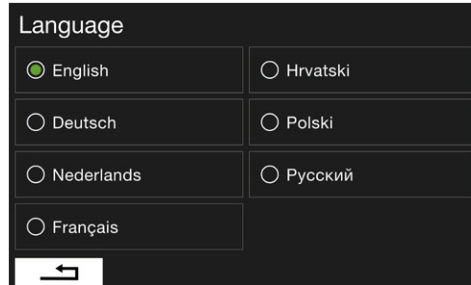 Language
English
Hrvatski
Deutsch
Polski
Nederlands
Русский
Français